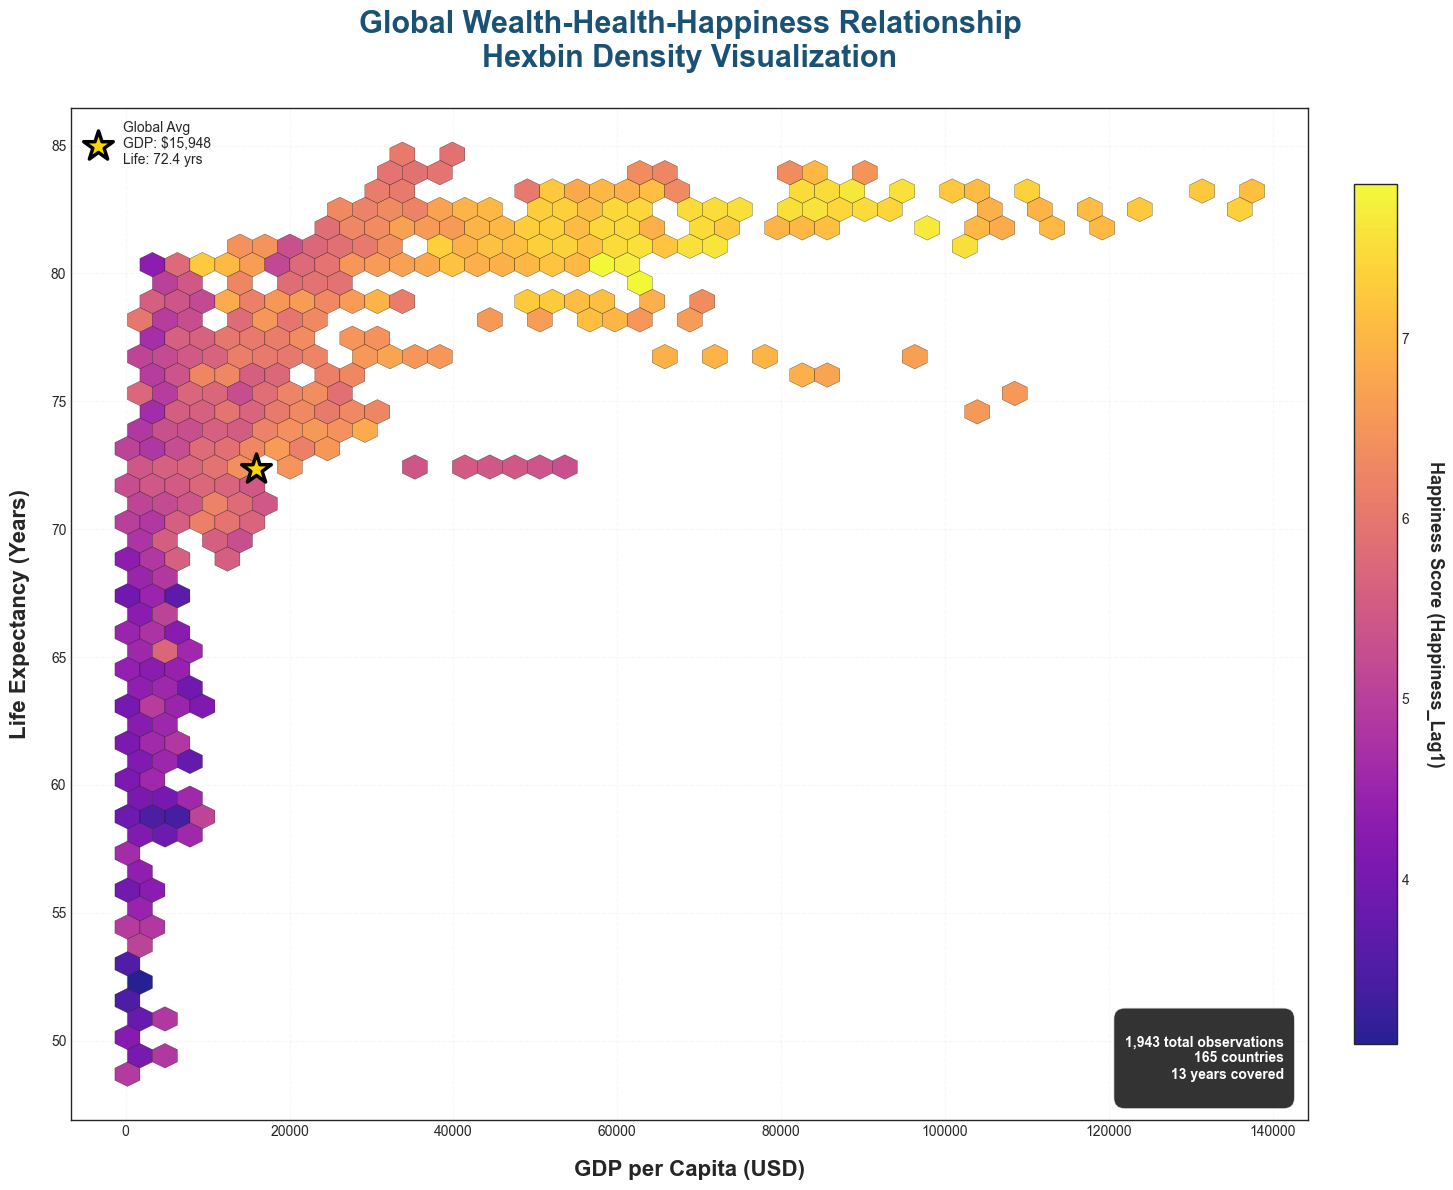 Global Wealth-Health-Happiness Relationship
Hexbin Density Visualization
Global Avg
GDP: $15,948
Life: 72.4 yrs
85
80
75
70
65
60
55
50
Life Expectancy (Years)
0
20000
40000
60000
80000
100000
120000
140000
GDP per Capita (USD)
1,943 total observations
165 countries
13 years covered
7
6
5
4
Happiness Score (Happiness_Lag1)